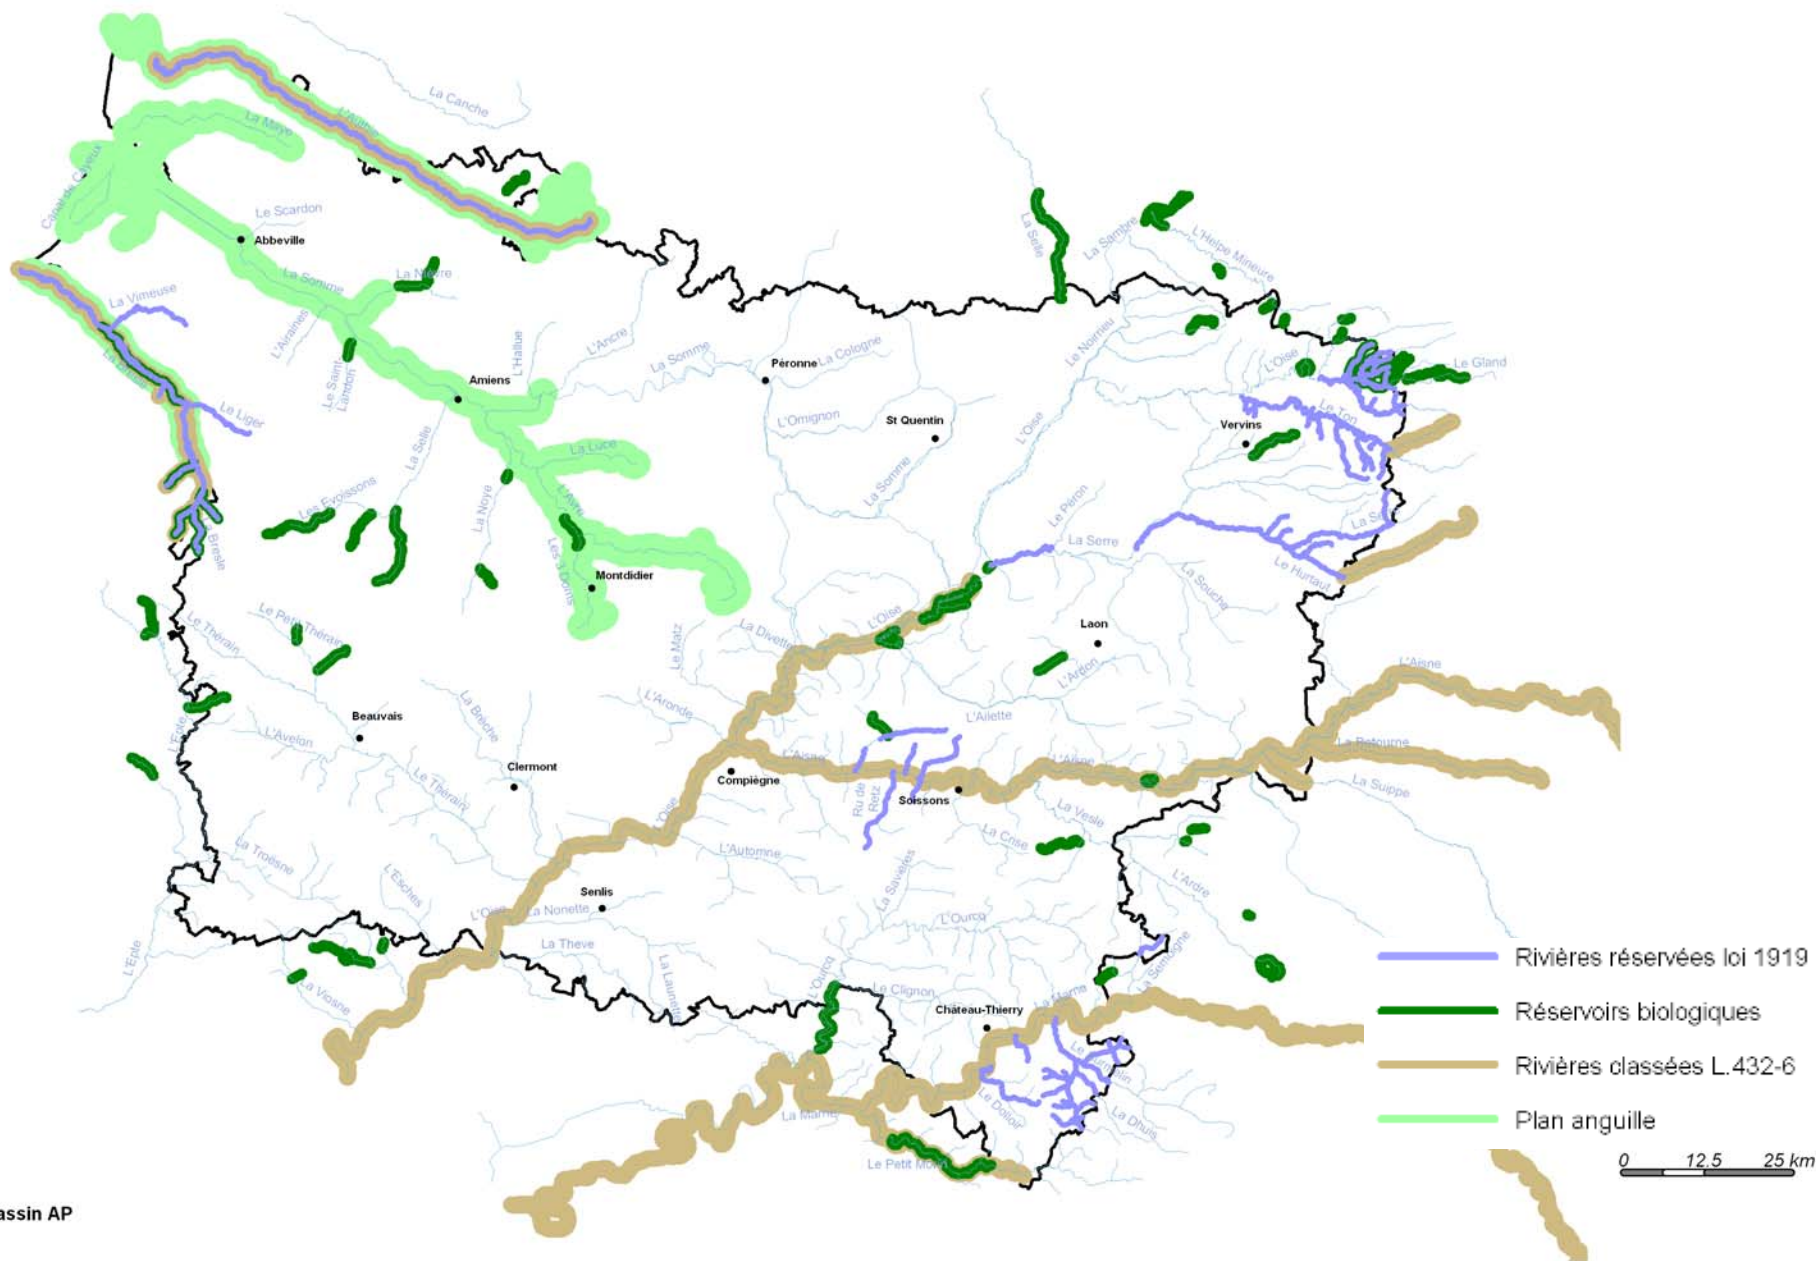 La Canche
L'Authie
La Maye
Canal de Cayeux
Le Scardon
Abbeville
La Somme
La Nièvre
La Vimeuse
L'Airaines
La Bresle
Le Saint
Landon
L'Hallue
L'Ancre
La Somme
Péronne
La Cologne
Amiens
Le Liger
L'Omignon
St Quentin
La Selle
La Luce
La Somme
L'Avre
La Noye
Les Evoissons
La Bresle
Les 3 Doms
Montdidier
La Selle
La Sambre
L'Helpe Mineure
Le Noirrieu
L'Oise
L'Oise
Le Gland
Le Ton
Vervins
Le Péron
La Serre
Le Hurtaut
La Souche
Le Thérain
Le Petit Thérain
Le Matz
La Divette
L'Oise
Laon
L'Ardon
L'Aisne
L'Epte
Beauvais
L'Avelon
La Brèche
L'Aronde
L'Ailette
Clermont
Le Thérain
Compiègne
L'Aisne
L'Aisne
La Retourne
La Suippe
Ru de
Retz
Soissons
La Vesle
La Crise
L'Oise
L'Automne
La Troësne
L'Esches
Senlis
La Nonette
L'Oise
La Savières
L'Ourcq
L'Ardre
La Thève
L'Epte
La Viosne
La Launette
L'Ourcq
Le Clignon
La Marne
La Semoigne
Château-Thierry
Le Surmelin
Le Dolloir
La Dhuis
La Marne
Le Petit Morin
Rivières réservées loi 1919
Réservoirs biologiques
Rivières classées L.432-6
Plan anguille
0 12.5 25 km
assin AP